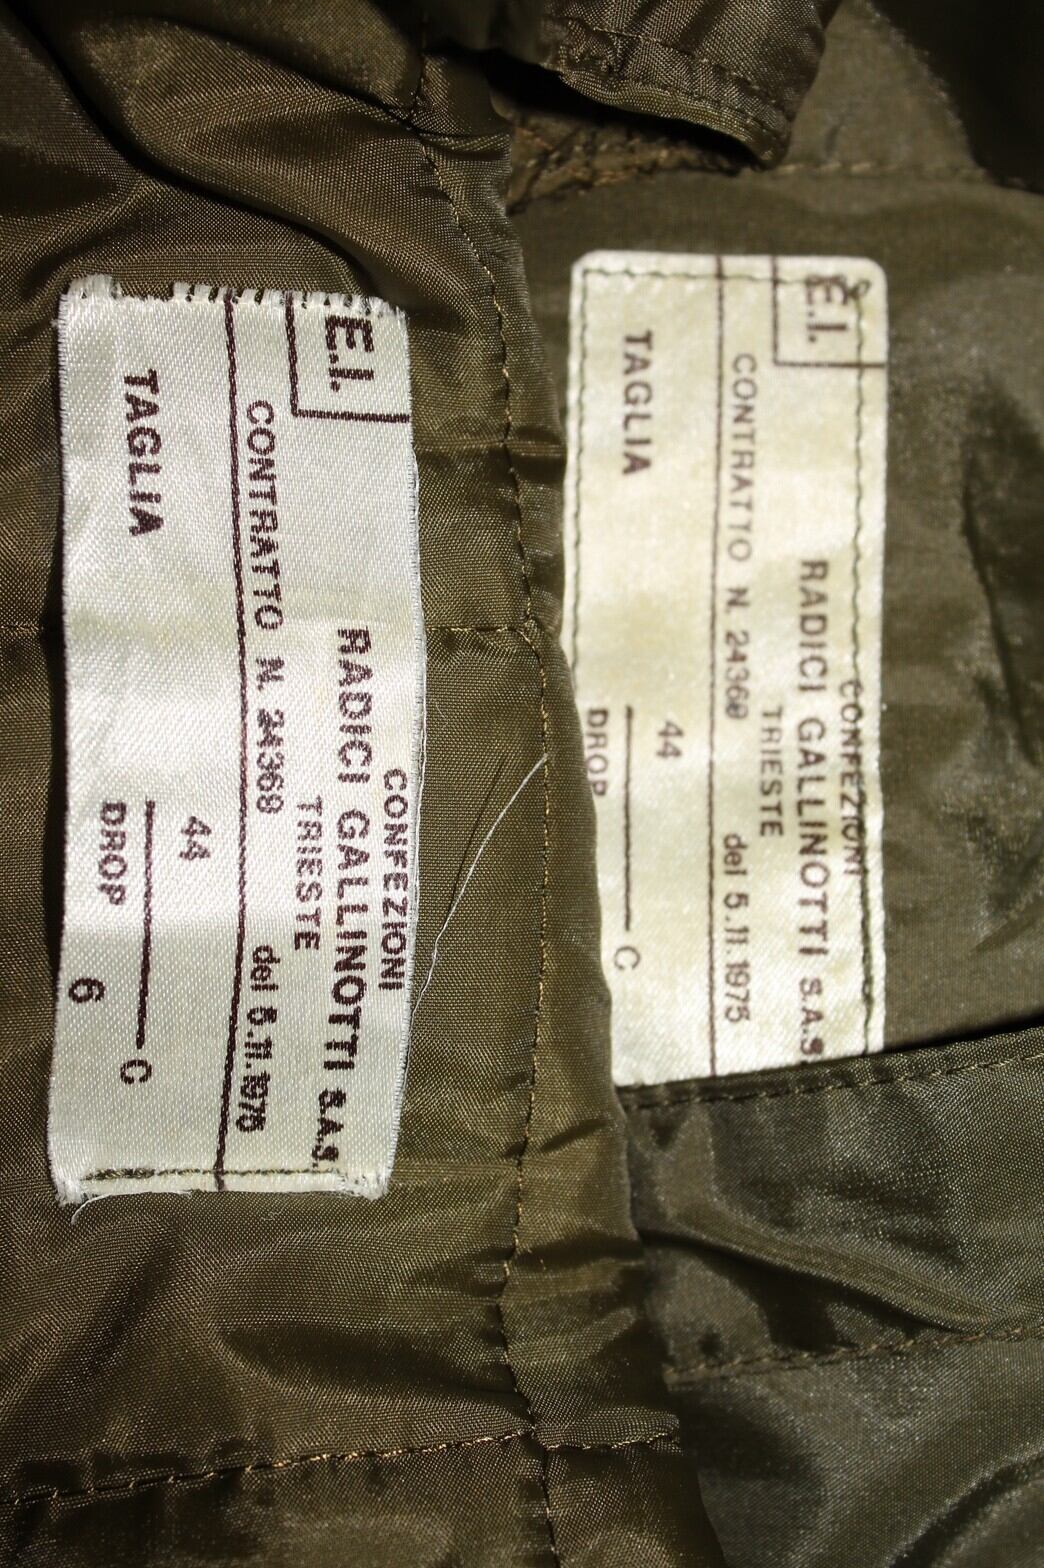 E.I.
CONFEZIONI
RADICI GALLINOTTI S.A.S.
TRIESTE
CONTRATTO N. 24368 del 5.11.1975
44
TAGLIA C
DROP 6
E.I.
CONFEZIONI
RADICI GALLINOTTI S.A.S
TRIESTE
CONTRATTO N. 24368 del 5.11.1975
44
TAGLIA C
DROP